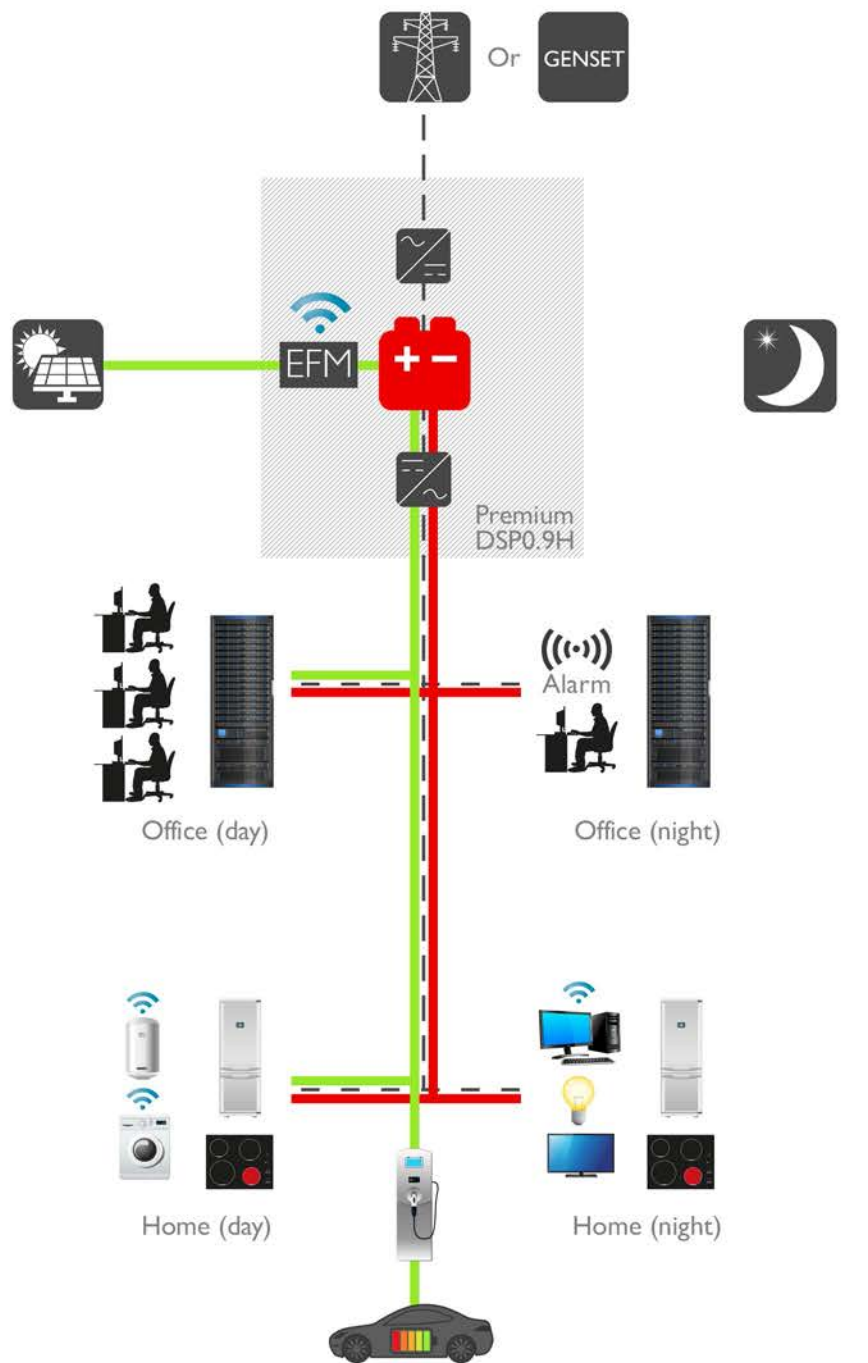 Or
GENSET
EFM
+ −
Premium
DSP0.9H
Alarm
Office (day)
Office (night)
Home (day)
Home (night)